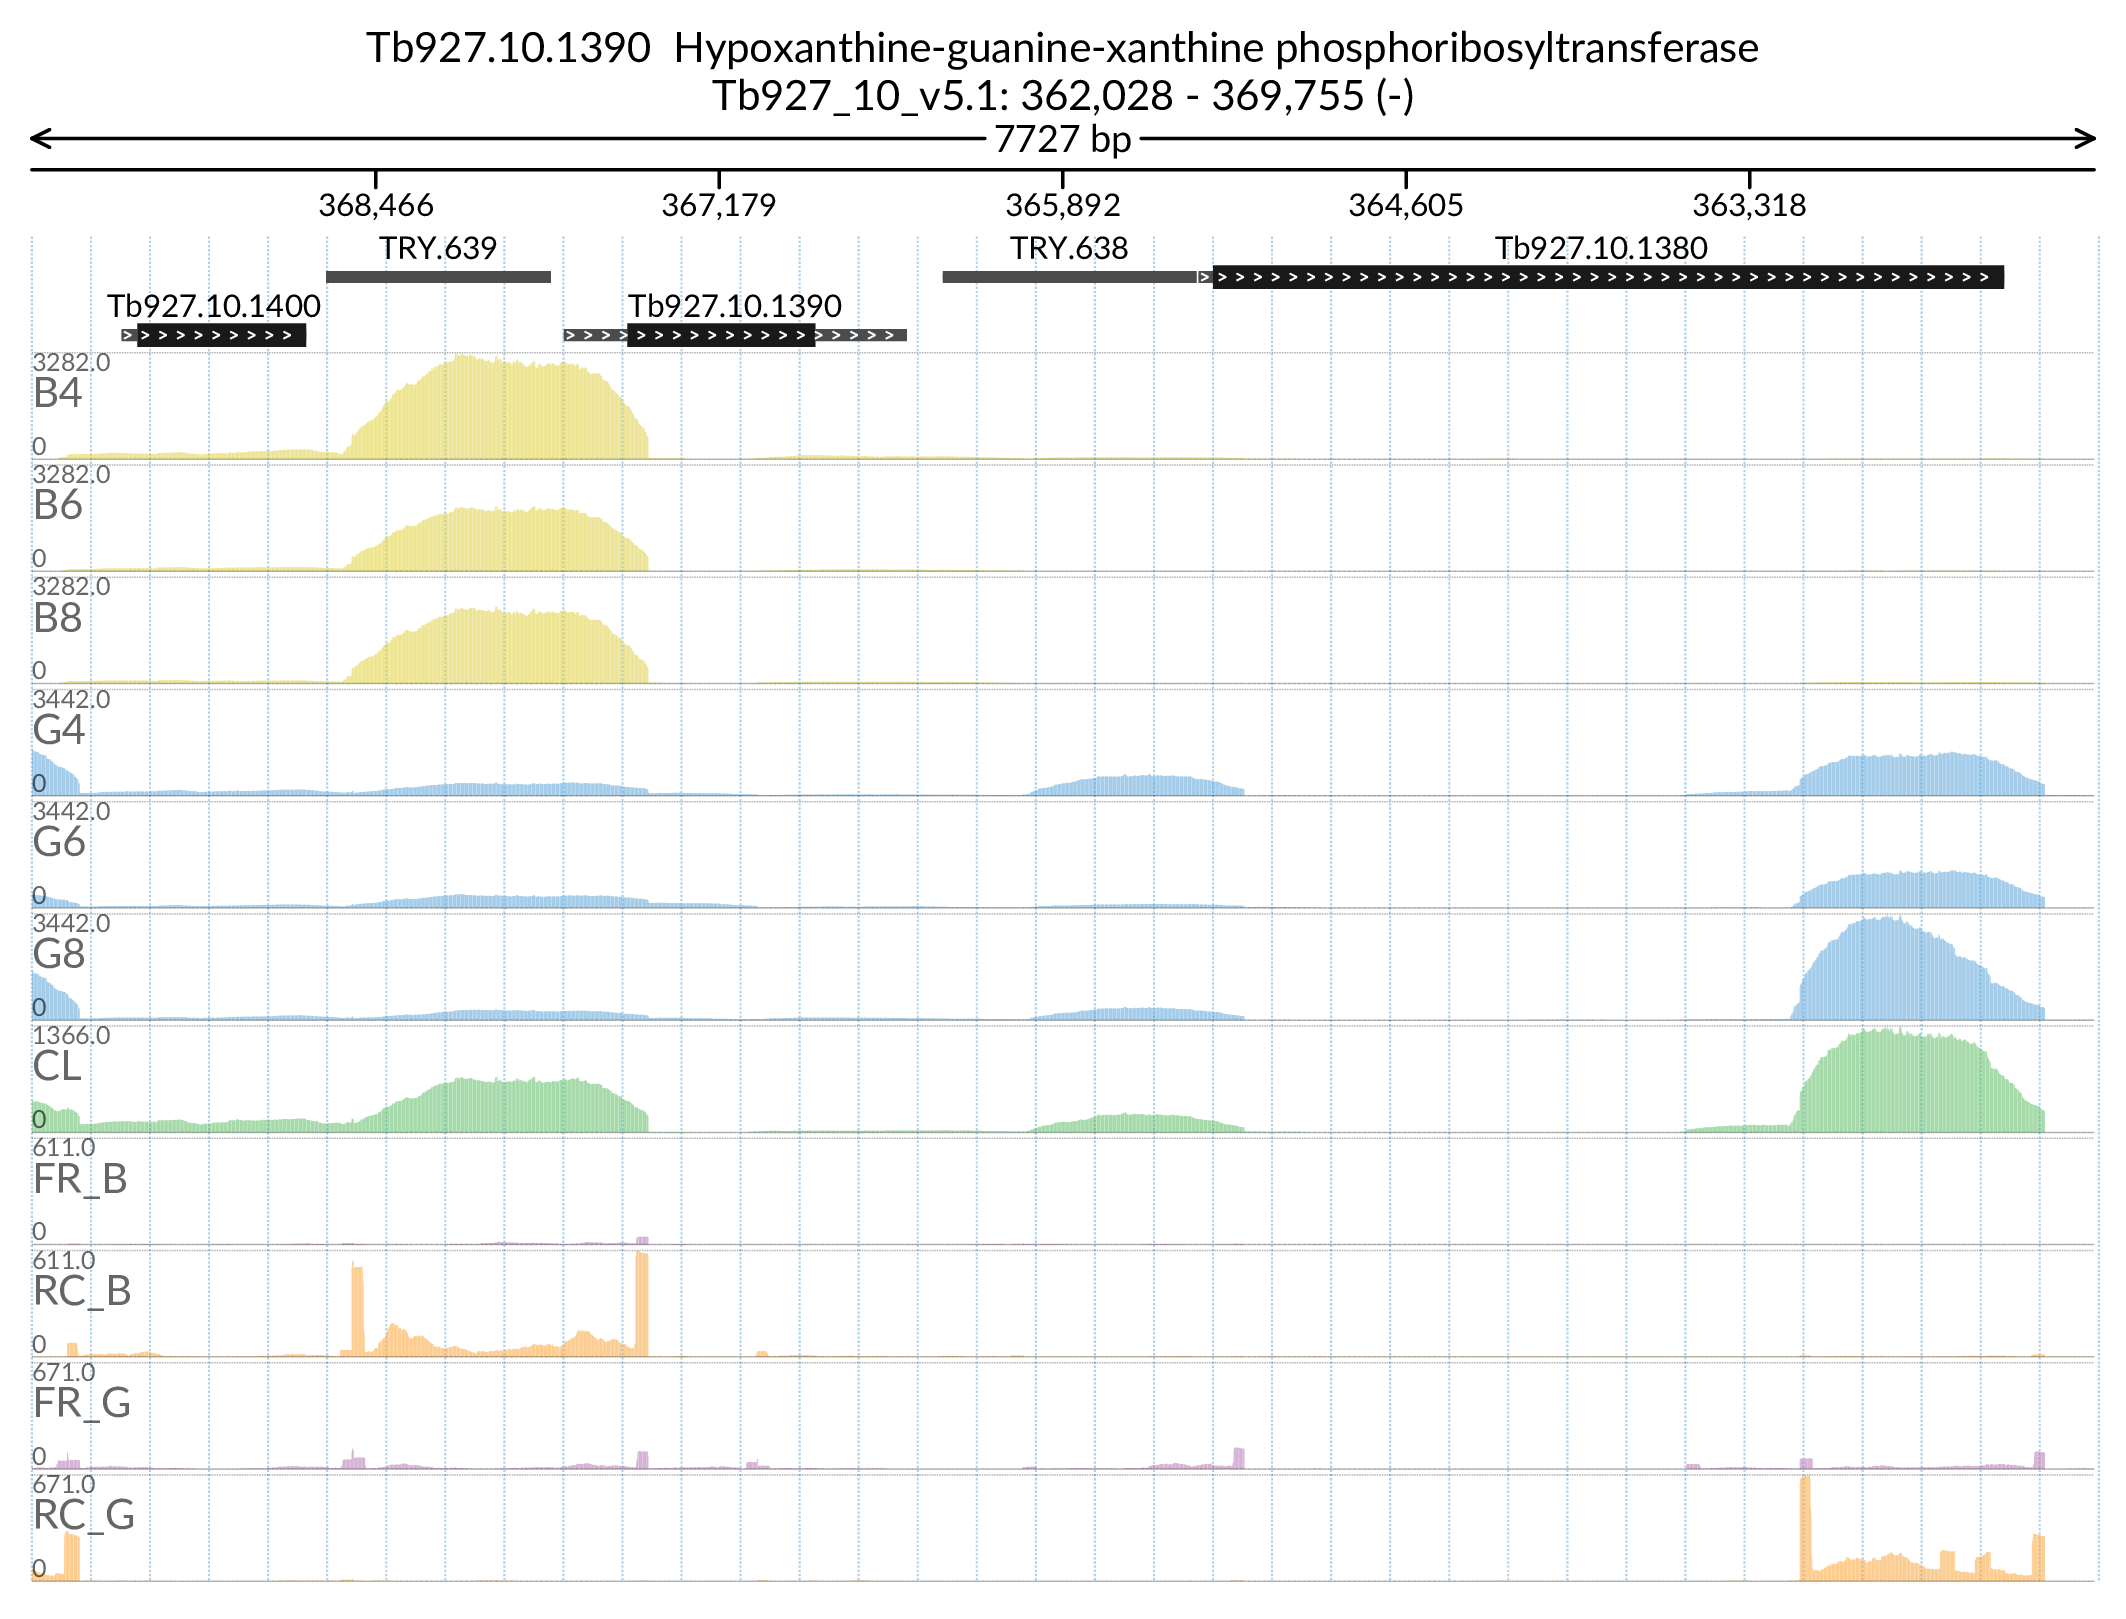 Tb927.10.1390  Hypoxanthine-guanine-xanthine phosphoribosyltransferase
Tb927_10_v5.1: 362,028 - 369,755 (-)
7727 bp
368,466 367,179 365,892 364,605 363,318
TRY.639 TRY.638 Tb927.10.1380
Tb927.10.1400 Tb927.10.1390
3282.0
B4
0
3282.0
B6
0
3282.0
B8
0
3442.0
G4
0
3442.0
G6
0
3442.0
G8
0
1366.0
CL
0
611.0
FR_B
0
611.0
RC_B
0
671.0
FR_G
0
671.0
RC_G
0